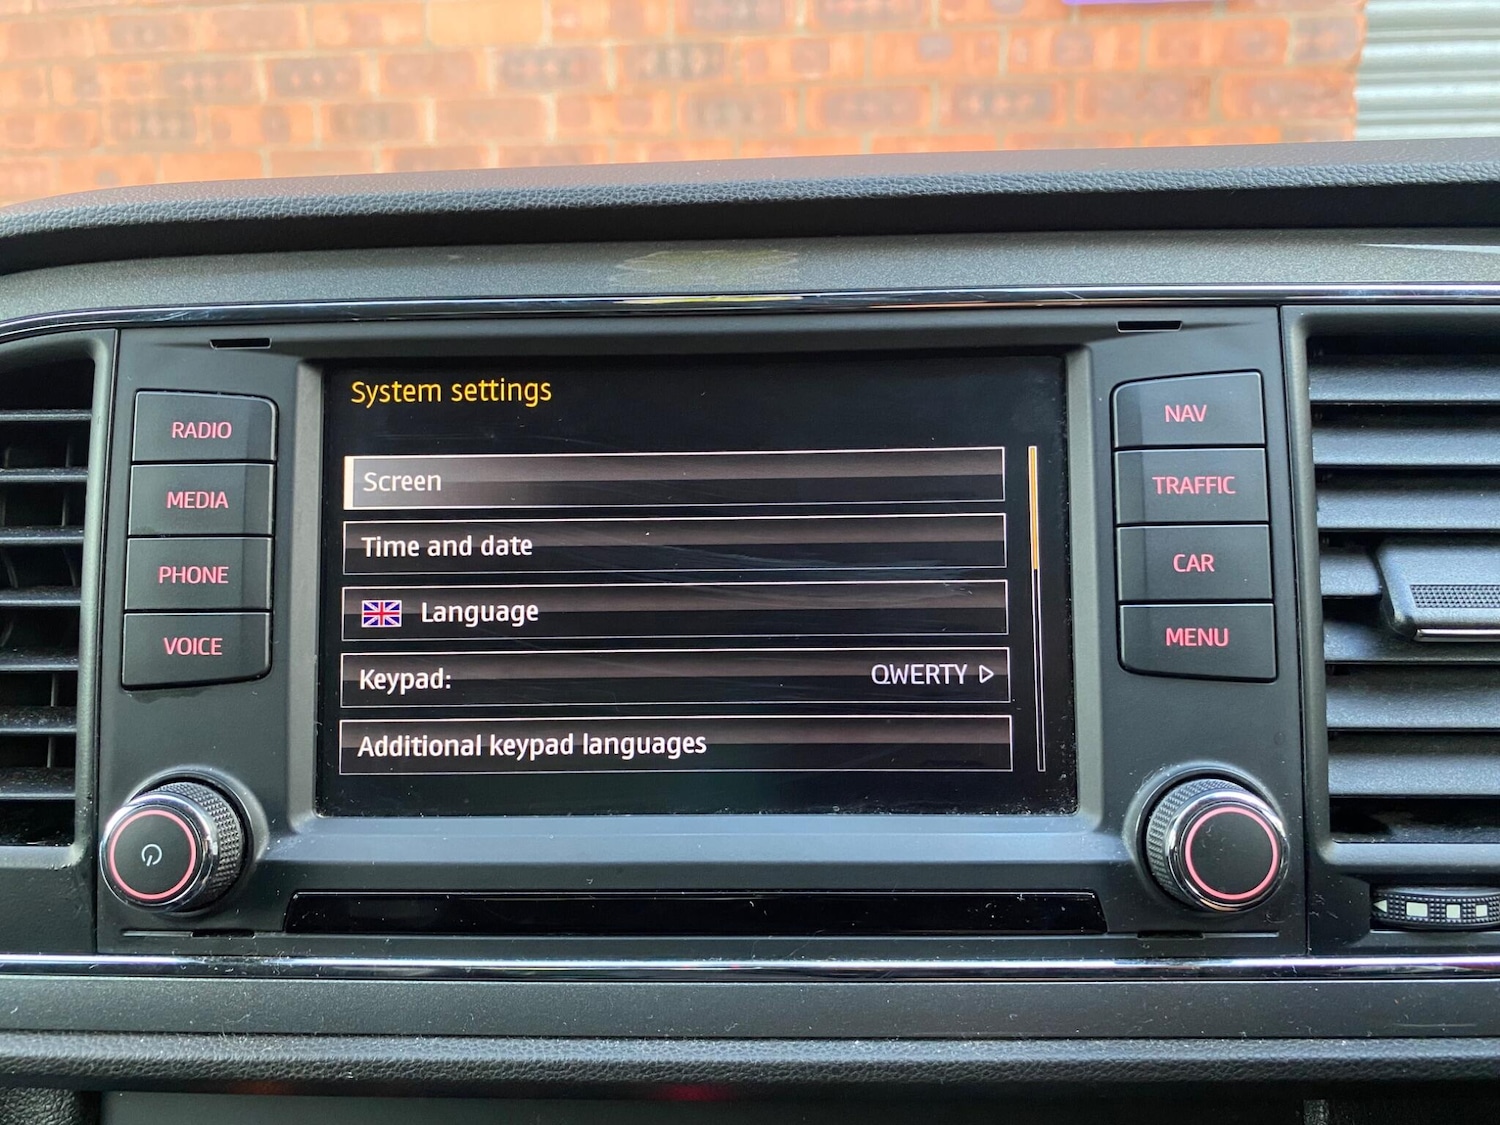 System settings
Screen
Time and date
Language
Keypad: QWERTY
Additional keypad languages
RADIO
MEDIA
PHONE
VOICE
NAV
TRAFFIC
CAR
MENU